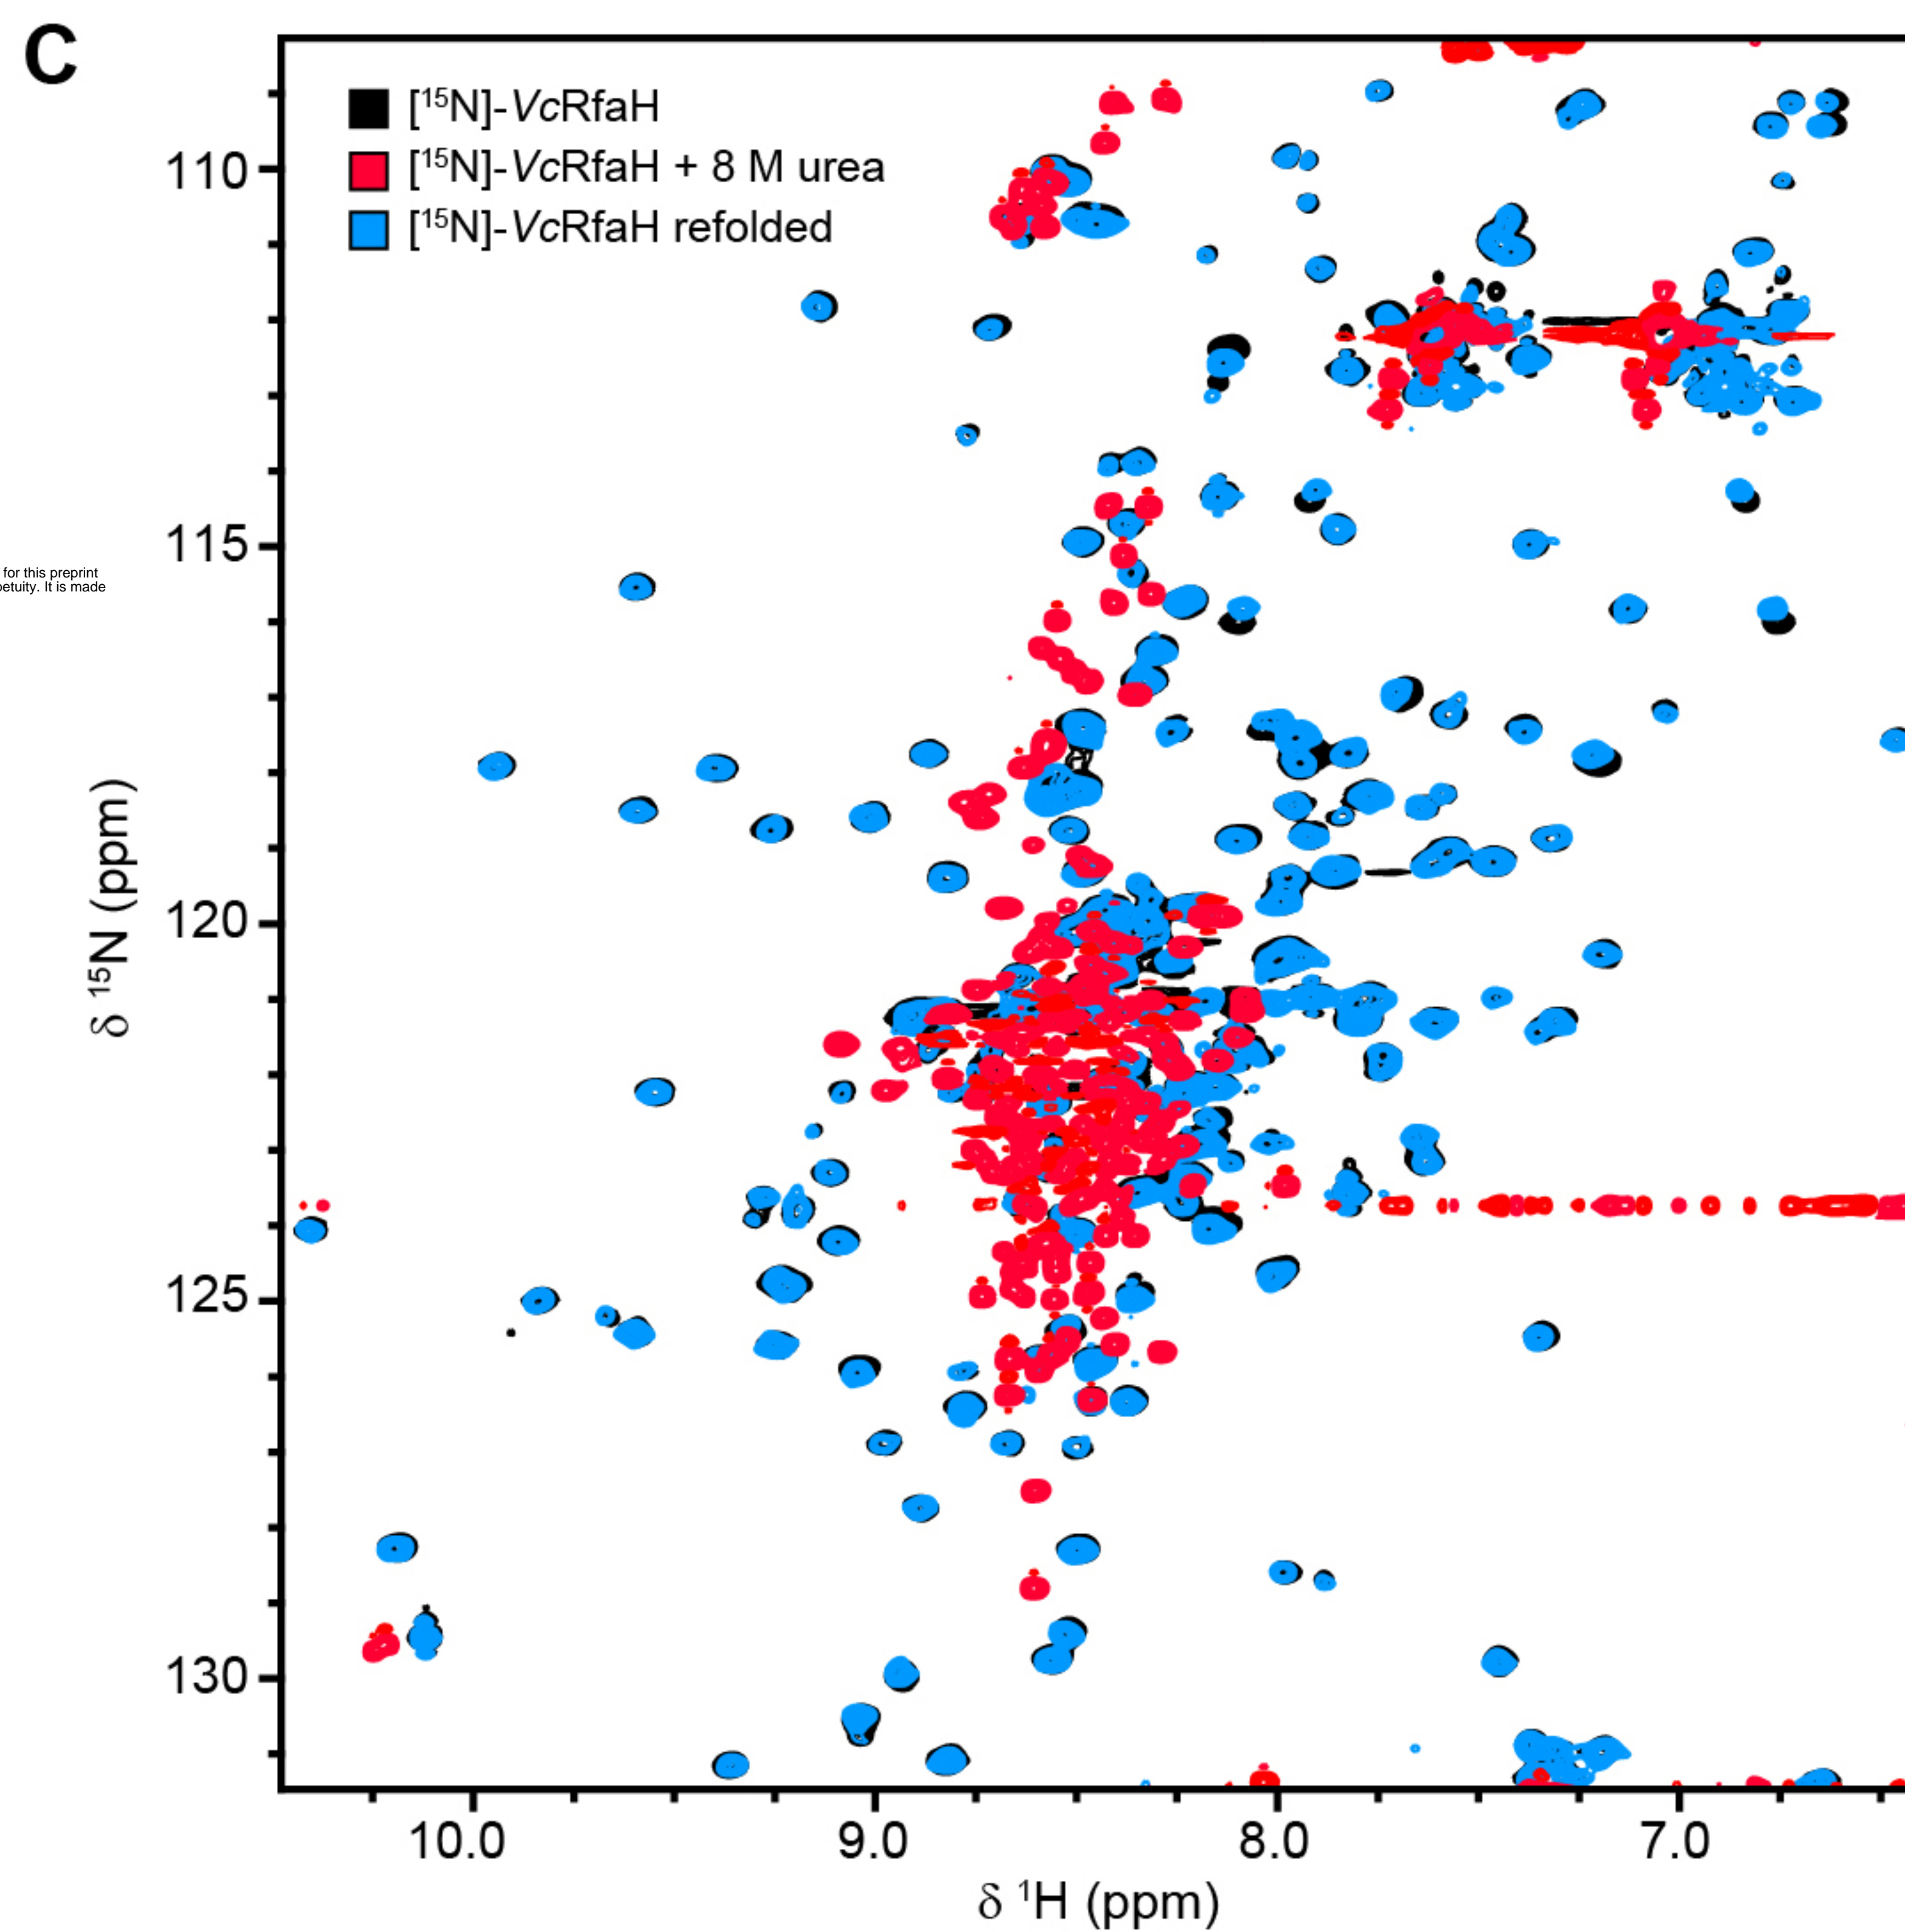 C
[¹⁵N]-VcRfaH
[¹⁵N]-VcRfaH + 8 M urea
[¹⁵N]-VcRfaH refolded
110
115
for this preprint
etuity. It is made
120
125
130
δ ¹⁵N (ppm)
10.0 9.0 8.0 7.0
δ ¹H (ppm)